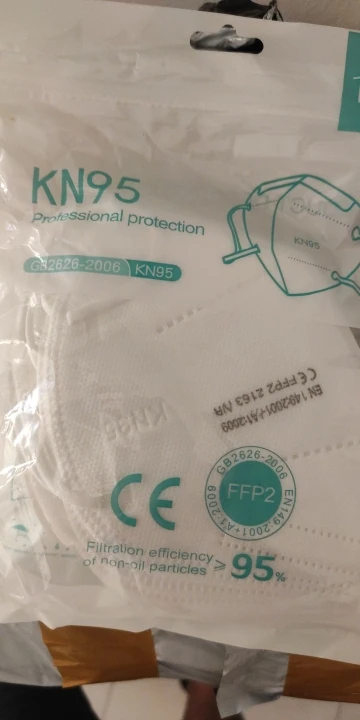 KN95
Professional protection
GB2626-2006 KN95
KN95
EN 149:2001+A1:2009
CE FFP2 2163 NR
KN95
CE
GB2626-2006 EN149:2001+A1:2009
FFP2
Filtration efficiency
of non-oil particles ≥95%